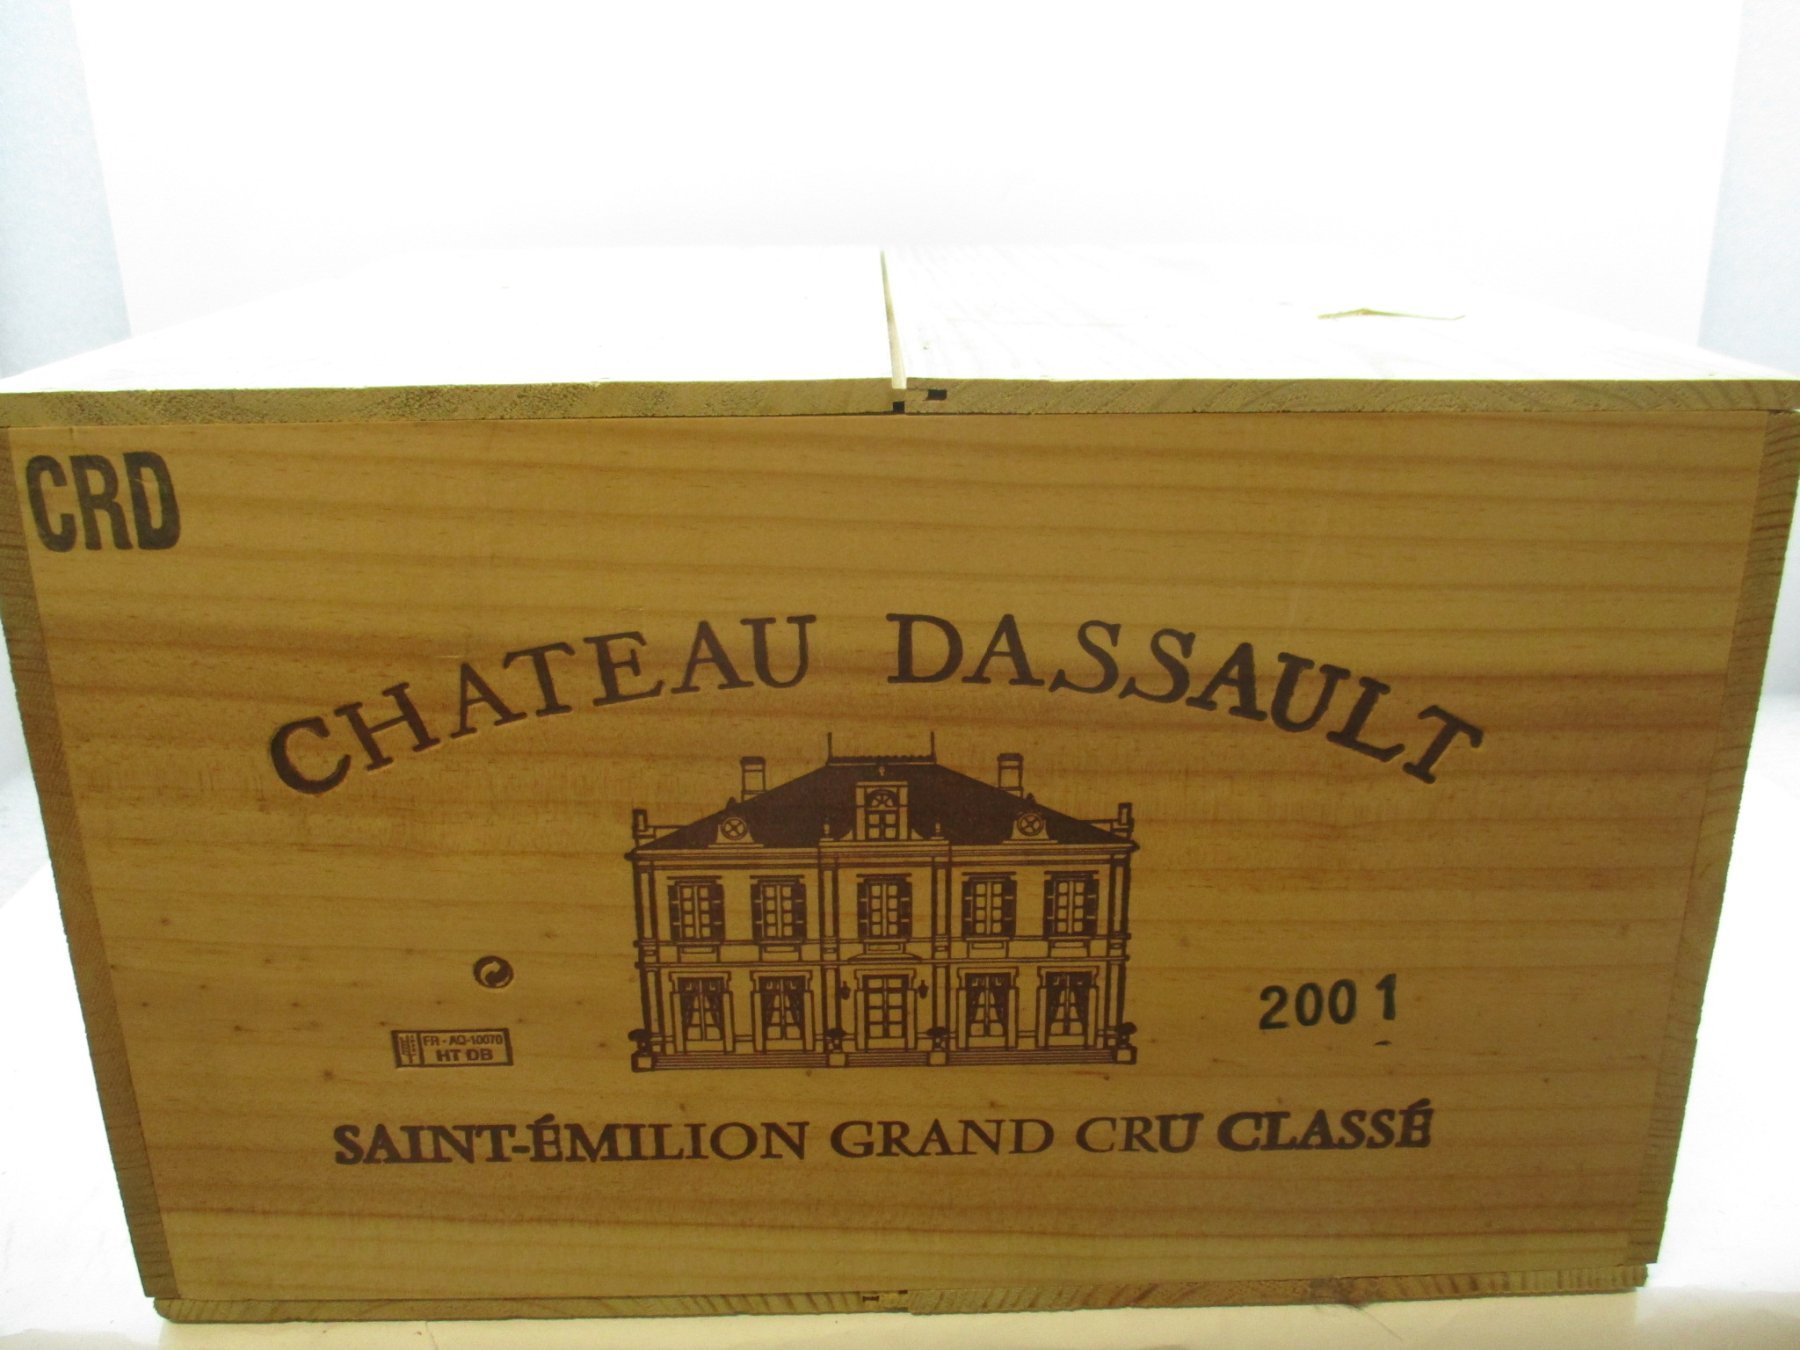 CRD
CHATEAU DASSAULT
2001
FR - AQ-10070
HT DB
SAINT-ÉMILION GRAND CRU CLASSÉ